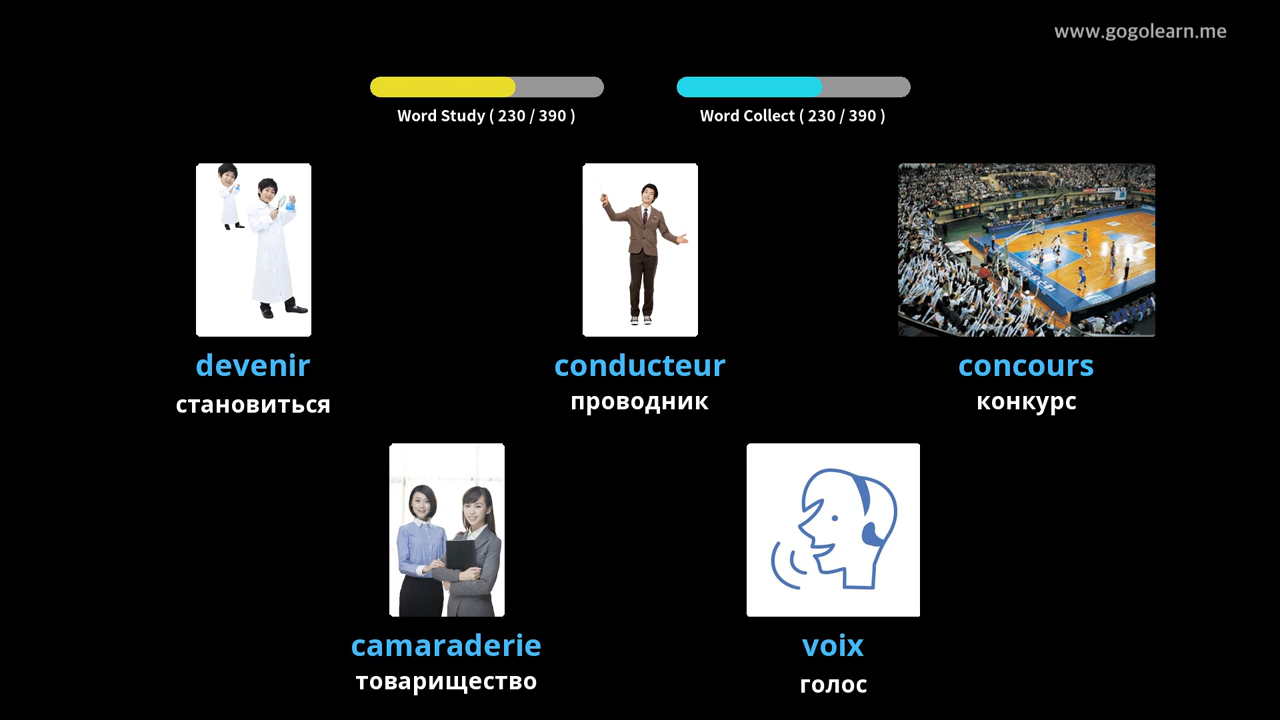 www.gogolearn.me
Word Study ( 230 / 390 )
Word Collect ( 230 / 390 )
devenir
становиться
conducteur
проводник
concours
конкурс
camaraderie
товарищество
voix
голос